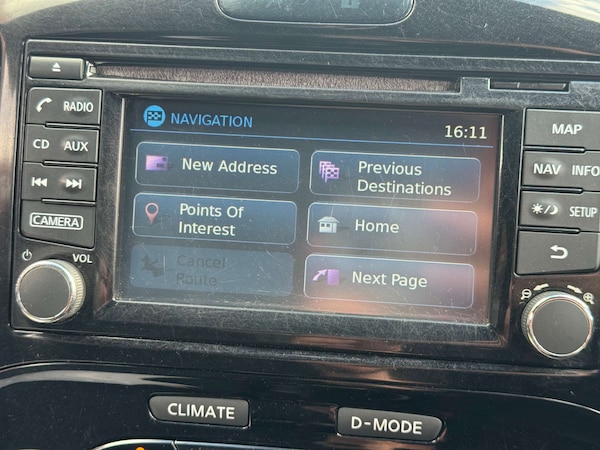 RADIO
CD AUX
CAMERA
VOL
NAVIGATION
16:11
New Address
Previous
Destinations
Points Of
Interest
Home
Cancel
Route
Next Page
MAP
NAV INFO
SETUP
CLIMATE
D-MODE